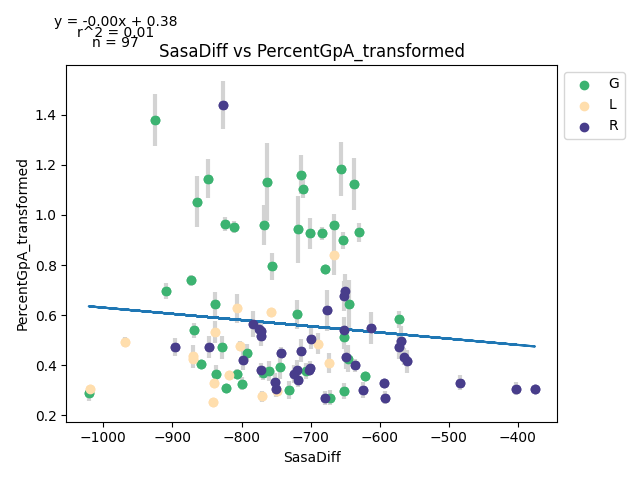 y = -0.00x + 0.38
r^2 = 0.01
n = 97
SasaDiff vs PercentGpA_transformed
G
L
R
1.4
1.2
1.0
0.8
0.6
0.4
0.2
PercentGpA_transformed
−1000 −900 −800 −700 −600 −500 −400
SasaDiff